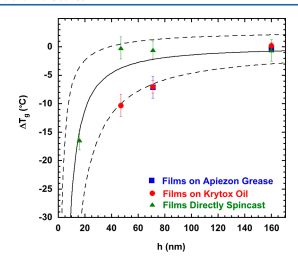 5
0
-5
-10
-15
-20
-25
-30
ΔTg (°C)
Films on Apiezon Grease
Films on Krytox Oil
Films Directly Spincast
0 20 40 60 80 100 120 140 160
h (nm)